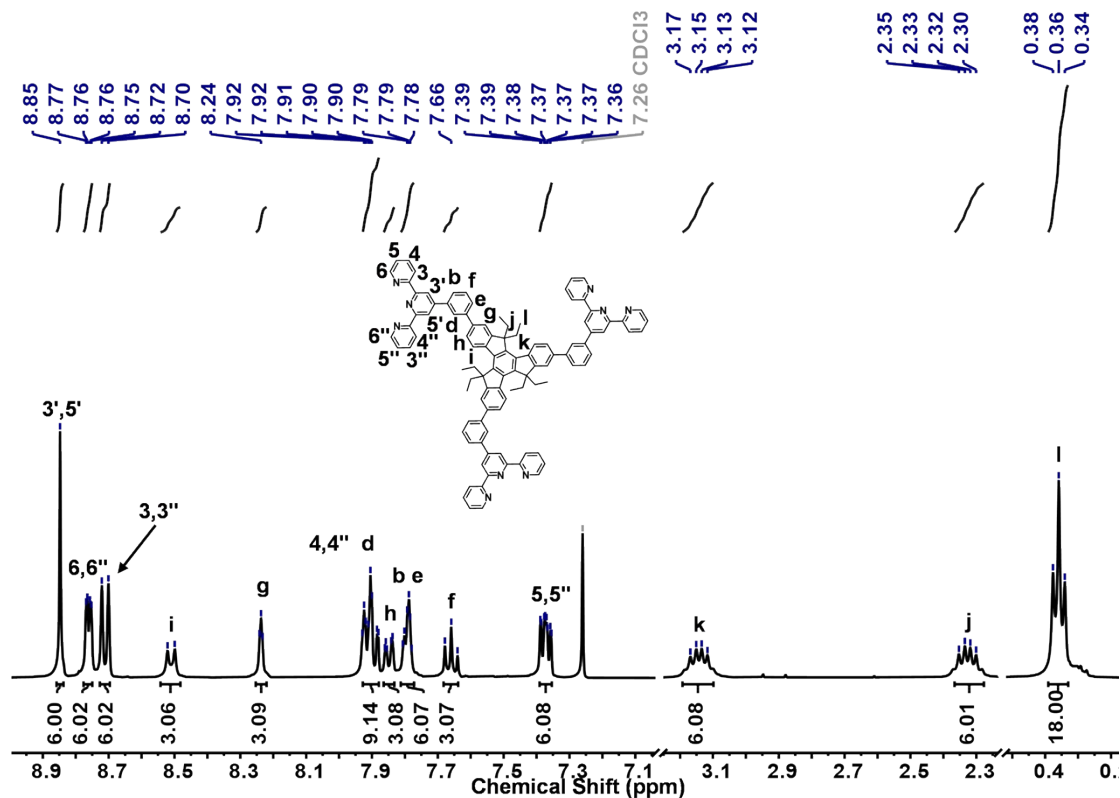 8.85 8.77 8.76 8.76 8.75 8.72 8.70 8.24 7.92 7.92 7.91 7.90 7.90 7.79 7.79 7.78 7.66 7.39 7.39 7.38 7.37 7.37 7.37 7.36 7.26 CDCl3
3.17 3.15 3.13 3.12
2.35 2.33 2.32 2.30
0.38 0.36 0.34
5 4
6 3 b f
N 3' e
N g j l
N 5' d k
6'' 4'' h
5'' 3'' i
N N N
N N N
3',5'
6,6''
3,3''
i
g
4,4'' d
h
b e
f
5,5''
k
j
l
6.00 6.02 6.02 3.06 3.09 9.14 3.08 6.07 3.07 6.08 6.08 6.01 18.00
8.9 8.7 8.5 8.3 8.1 7.9 7.7 7.5 7.3 7.1 3.1 2.9 2.7 2.5 2.3 0.4 0.2
Chemical Shift (ppm)